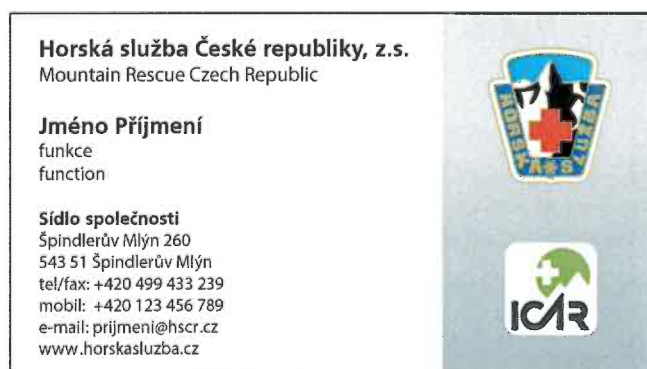 Horská služba České republiky, z.s.
Mountain Rescue Czech Republic
Jméno Příjmení
funkce
function
Sídlo společnosti
Špindlerův Mlýn 260
543 51 Špindlerův Mlýn
tel/fax: +420 499 433 239
mobil: +420 123 456 789
e-mail: prijmeni@hscr.cz
www.horskasluzba.cz
HORSKÁ SLUŽBA
ICAR